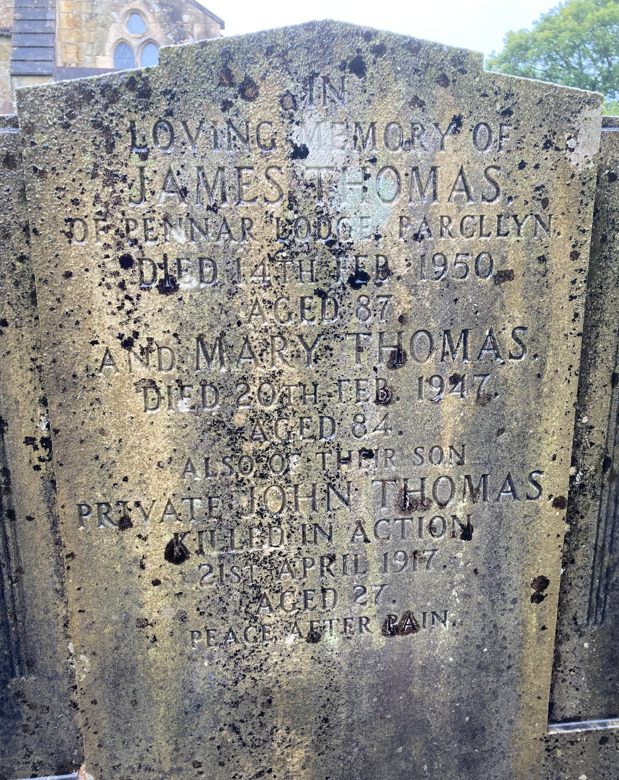 IN
LOVING MEMORY OF
JAMES THOMAS.
OF PENNAR LODGE, PARCLLYN.
DIED 14TH FEB. 1950.
AGED 87.
AND MARY THOMAS.
DIED 20TH FEB. 1947.
AGED 84.
ALSO OF THEIR SON
PRIVATE JOHN THOMAS.
KILLED IN ACTION
21ST APRIL 1917.
AGED 27.
PEACE AFTER PAIN.